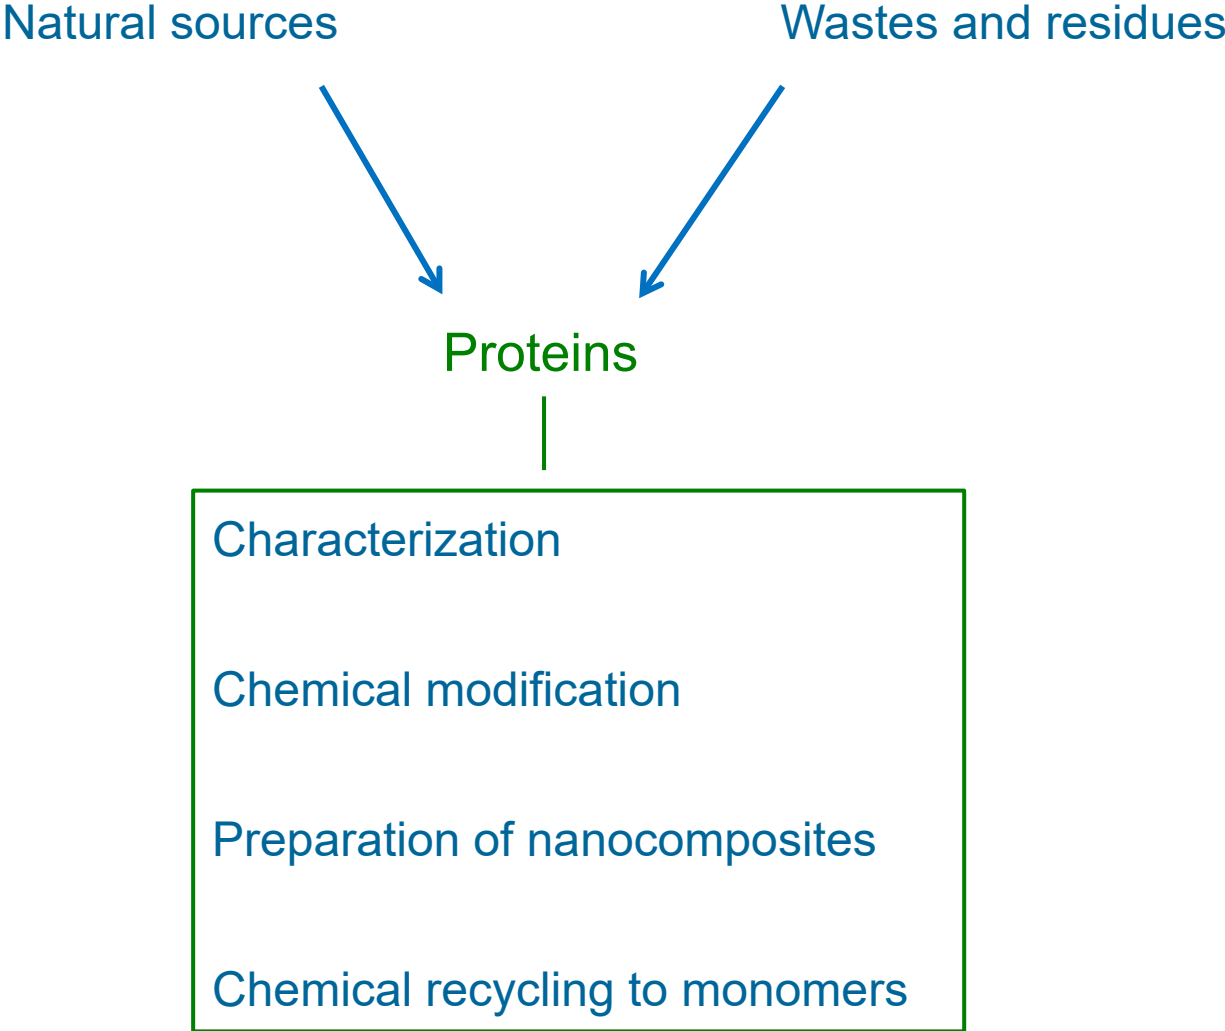 Natural sources
Wastes and residues
Proteins
Characterization
Chemical modification
Preparation of nanocomposites
Chemical recycling to monomers